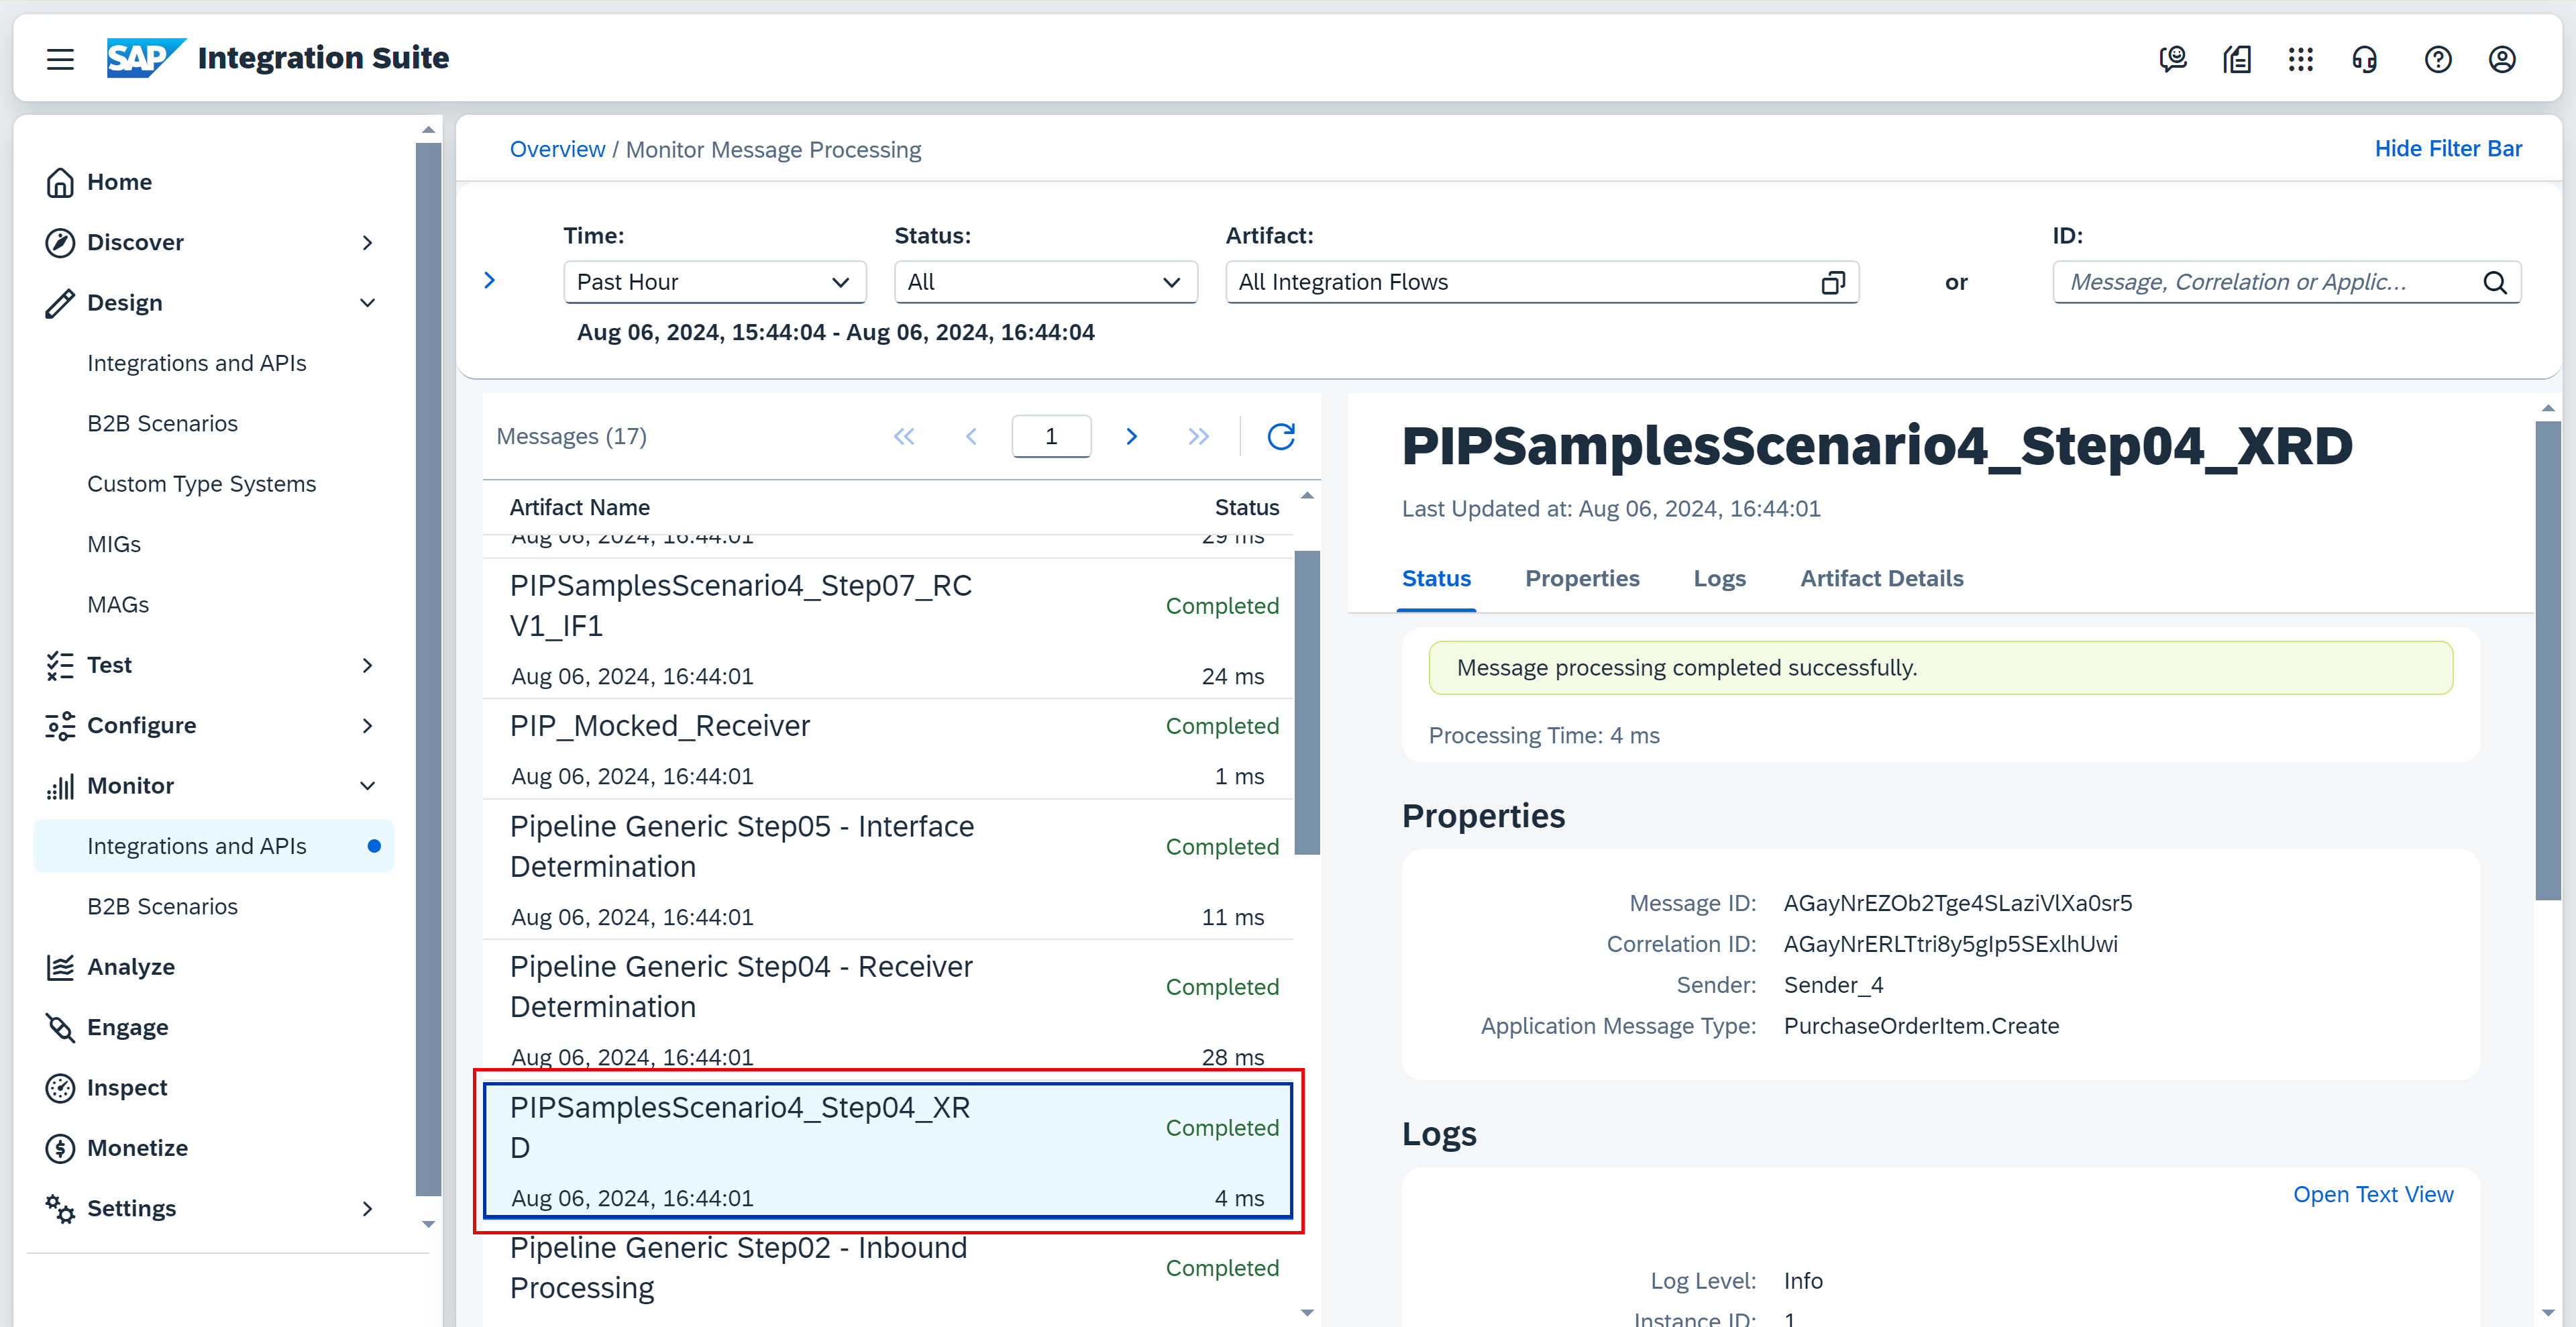 SAP Integration Suite
Home
Discover
Design
Integrations and APIs
B2B Scenarios
Custom Type Systems
MIGs
MAGs
Test
Configure
Monitor
Integrations and APIs
B2B Scenarios
Analyze
Engage
Inspect
Monetize
Settings
Overview / Monitor Message Processing
Hide Filter Bar
Time:
Status:
Artifact:
ID:
Past Hour
All
All Integration Flows
or
Message, Correlation or Applic...
Aug 06, 2024, 15:44:04 - Aug 06, 2024, 16:44:04
Messages (17)
1
Artifact Name
Status
Aug 06, 2024, 16:44:01
29 ms
PIPSamplesScenario4_Step07_RC
V1_IF1
Completed
Aug 06, 2024, 16:44:01
24 ms
PIP_Mocked_Receiver
Completed
Aug 06, 2024, 16:44:01
1 ms
Pipeline Generic Step05 - Interface
Determination
Completed
Aug 06, 2024, 16:44:01
11 ms
Pipeline Generic Step04 - Receiver
Determination
Completed
Aug 06, 2024, 16:44:01
28 ms
PIPSamplesScenario4_Step04_XR
D
Completed
Aug 06, 2024, 16:44:01
4 ms
Pipeline Generic Step02 - Inbound
Processing
Completed
PIPSamplesScenario4_Step04_XRD
Last Updated at: Aug 06, 2024, 16:44:01
Status
Properties
Logs
Artifact Details
Message processing completed successfully.
Processing Time: 4 ms
Properties
Message ID: AGayNrEZOb2Tge4SLaziVlXa0sr5
Correlation ID: AGayNrERLTtri8y5gIp5SExlhUwi
Sender: Sender_4
Application Message Type: PurchaseOrderItem.Create
Logs
Open Text View
Log Level: Info
Instance ID: 1